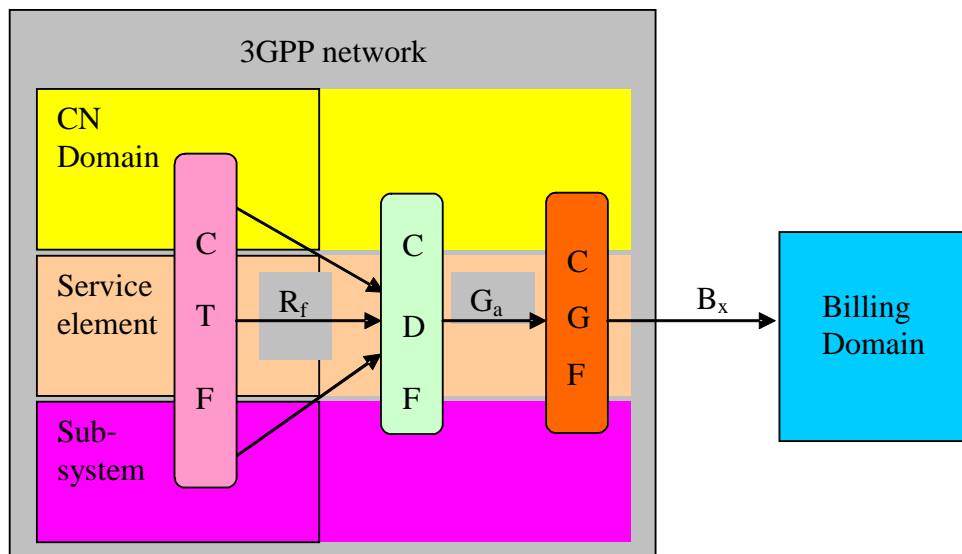 3GPP network
CN
Domain
C
T
F
C
D
F
C
G
F
Service
element
Rf
Ga
Bx
Billing
Domain
Sub-
system